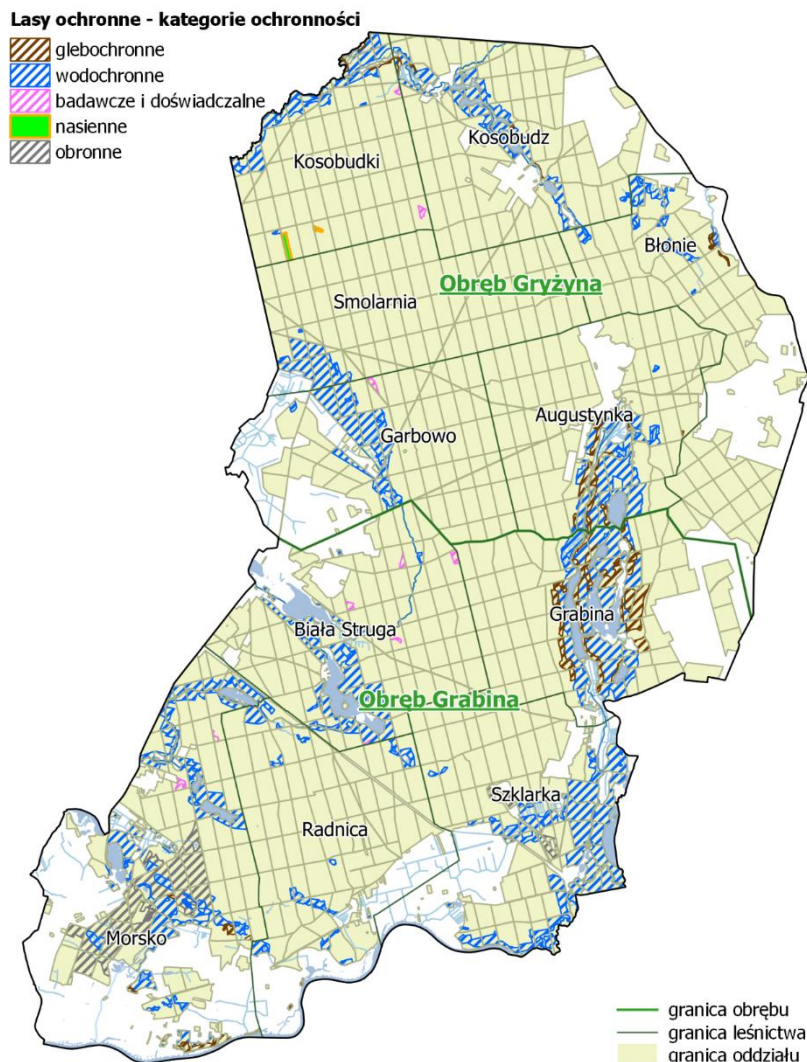 Lasy ochronne - kategorie ochronności
glebochronne
wodochronne
badawcze i doświadczalne
nasienne
obronne
Kosobudz
Kosobudki
Błonie
Obręb Gryżyna
Smolarnia
Augustynka
Garbowo
Grabina
Biała Struga
Obręb Grabina
Szklarka
Radnica
Morsko
granica obrębu
granica leśnictwa
granica oddziału